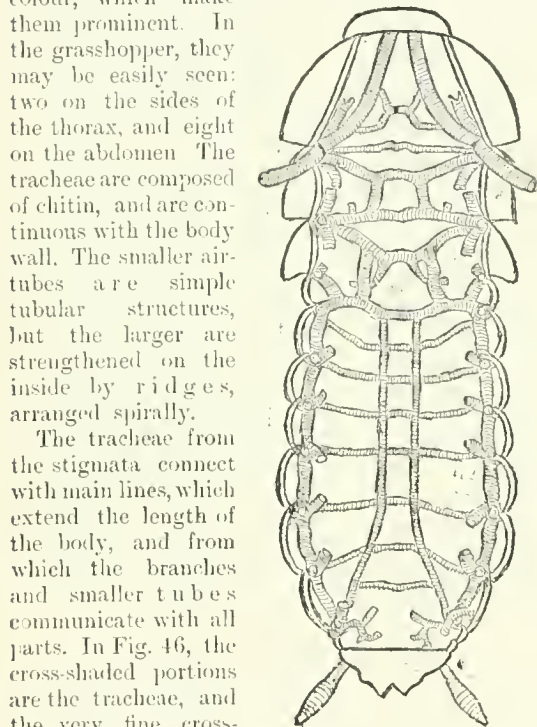 colour, which make
them prominent. In
the grasshopper, they
may be easily seen:
two on the sides of
the thorax, and eight
on the abdomen The
tracheae are composed
of chitin, and are con-
tinuous with the body
wall. The smaller air-
tubes are simple
tubular structures,
but the larger are
strengthened on the
inside by ridges,
arranged spirally.
The tracheae from
the stigmata connect
with main lines, which
extend the length of
the body, and from
which the branches
and smaller tubes
communicate with all
parts. In Fig. 46, the
cross-shaded portions
are the tracheae, and
the very fine cross-